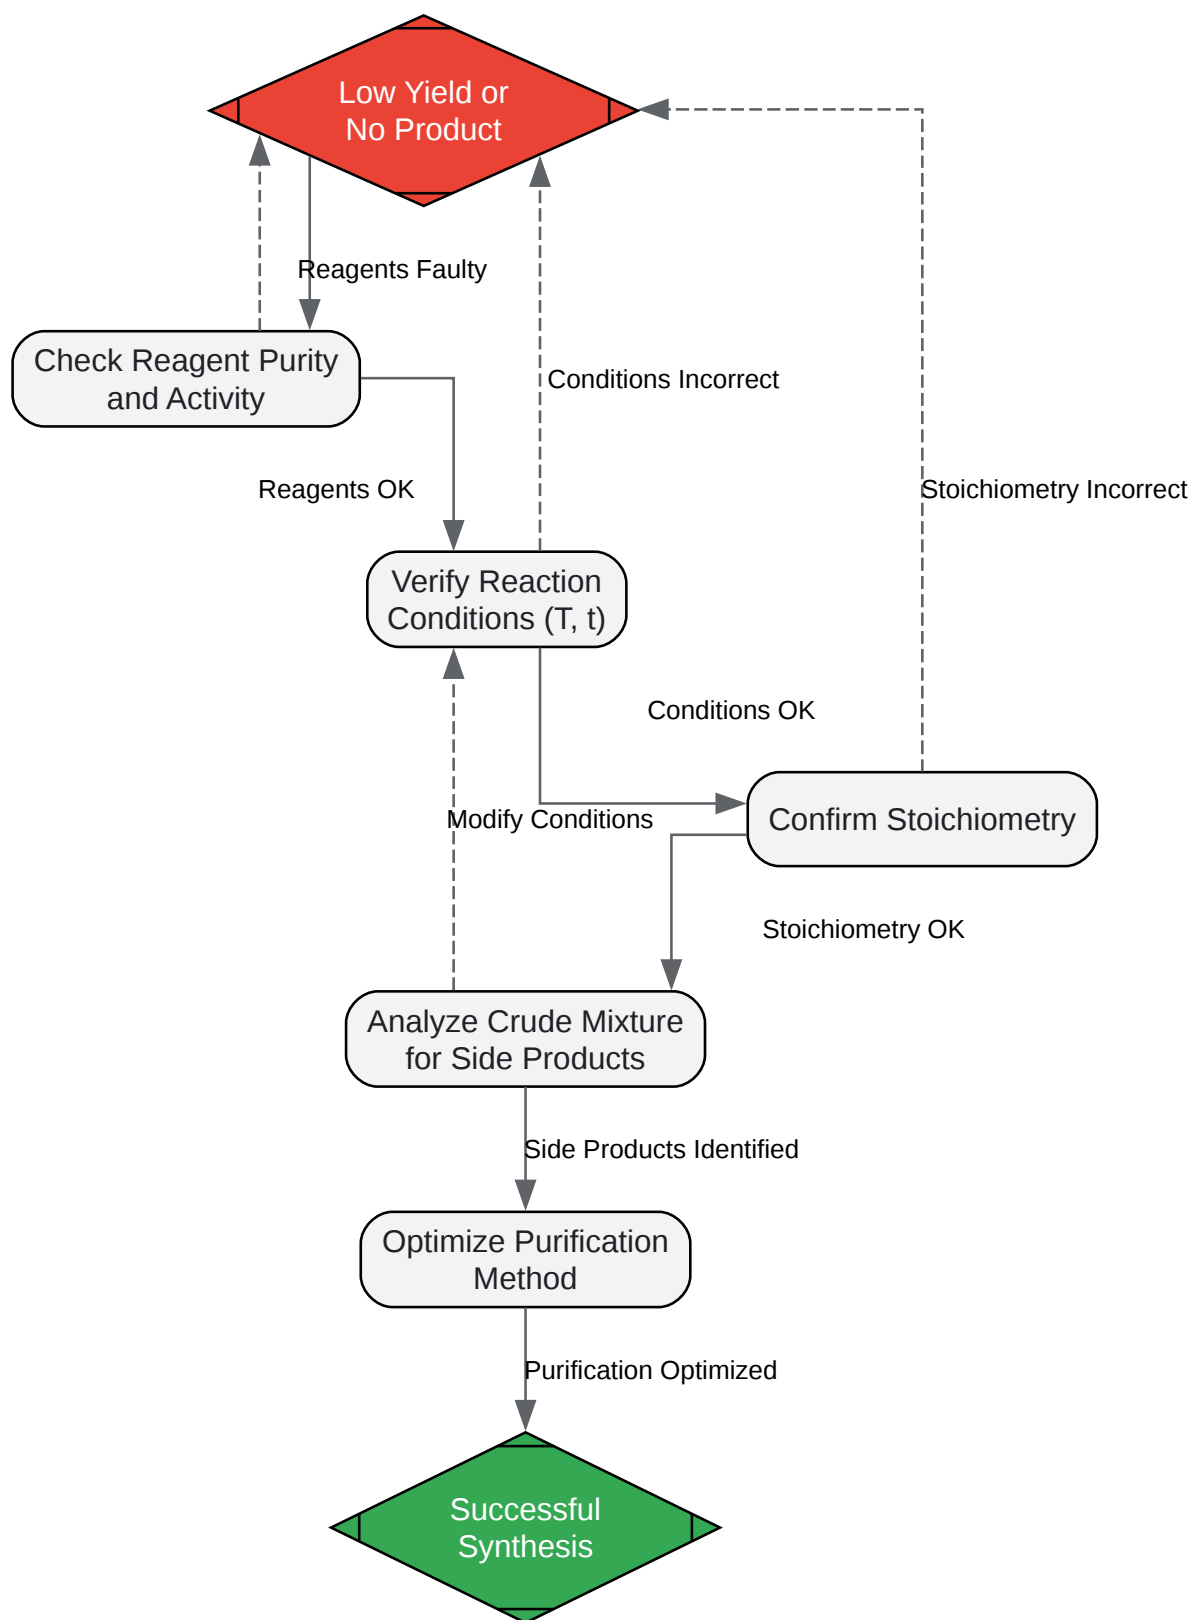 Low Yield or
No Product
Reagents Faulty
Check Reagent Purity
and Activity
Conditions Incorrect
Reagents OK
Stoichiometry Incorrect
Verify Reaction
Conditions (T, t)
Conditions OK
Modify Conditions
Confirm Stoichiometry
Stoichiometry OK
Analyze Crude Mixture
for Side Products
Side Products Identified
Optimize Purification
Method
Purification Optimized
Successful
Synthesis